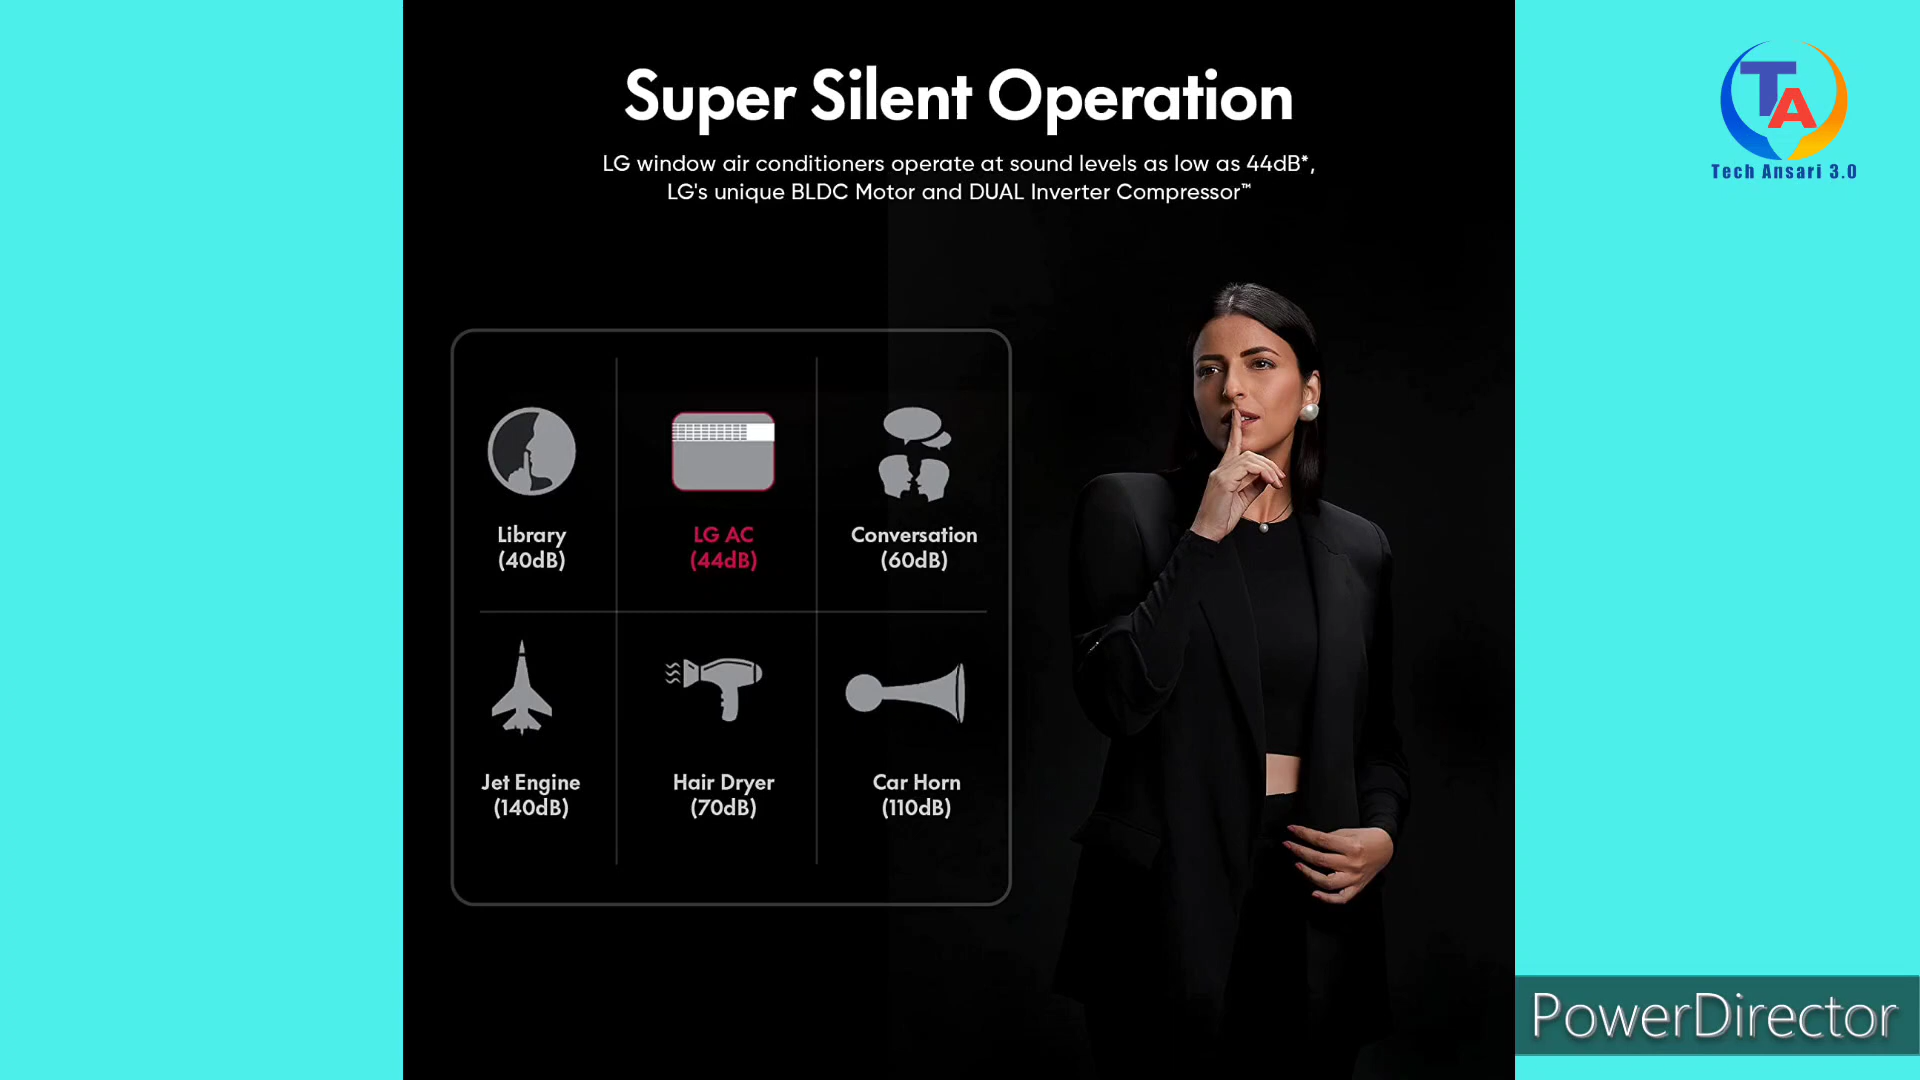 Super Silent Operation
LG window air conditioners operate at sound levels as low as 44dB*,
LG's unique BLDC Motor and DUAL Inverter Compressor™
Library
(40dB)
LG AC
(44dB)
Conversation
(60dB)
Jet Engine
(140dB)
Hair Dryer
(70dB)
Car Horn
(110dB)
TA
Tech Ansari 3.0
PowerDirector